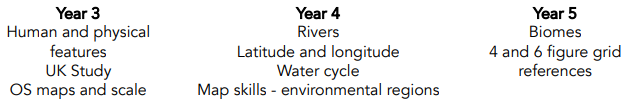 Year 3
Human and physical
features
UK Study
OS maps and scale
Year 4
Rivers
Latitude and longitude
Water cycle
Map skills - environmental regions
Year 5
Biomes
4 and 6 figure grid
references